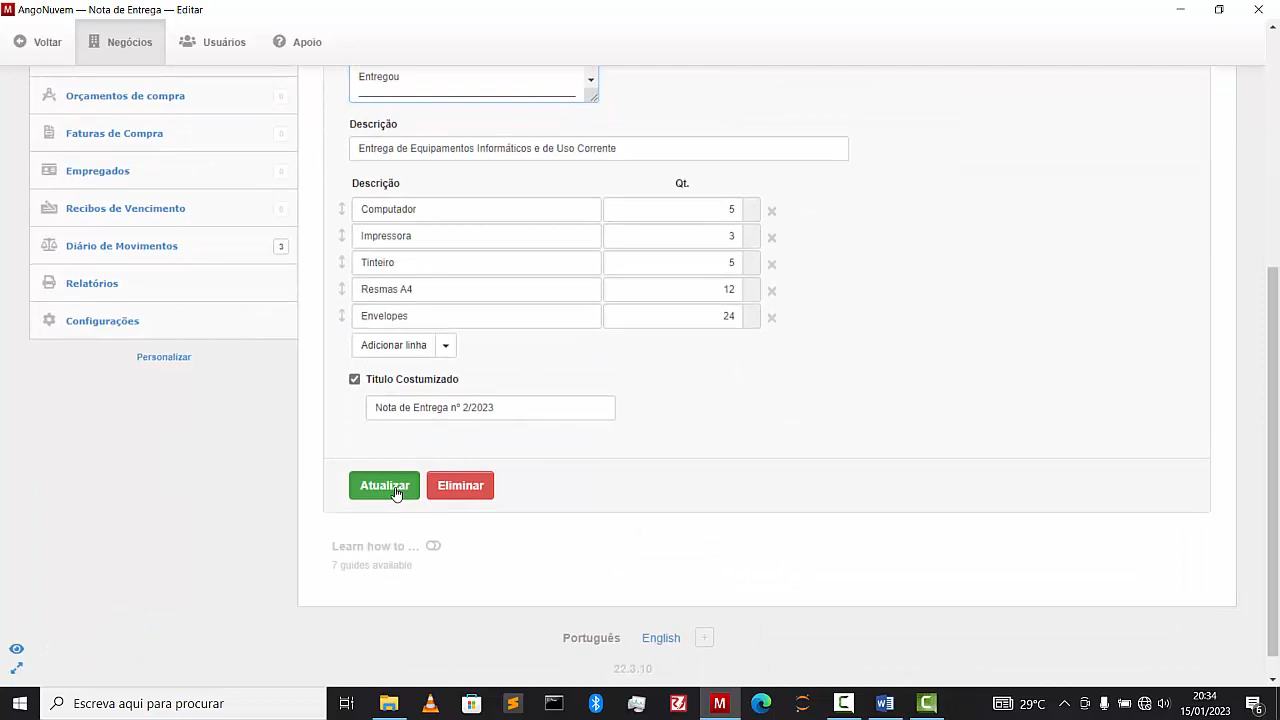 AngoNuvem — Nota de Entrega — Editar
Voltar Negócios Usuários Apoio
Orçamentos de compra 0
Faturas de Compra 0
Empregados 0
Recibos de Vencimento 0
Diário de Movimentos 3
Relatórios
Configurações
Personalizar
Entregou
Descrição
Entrega de Equipamentos Informáticos e de Uso Corrente
Descrição Qt.
Computador 5
Impressora 3
Tinteiro 5
Resmas A4 12
Envelopes 24
Adicionar linha
Titulo Costumizado
Nota de Entrega nº 2/2023
Atualizar Eliminar
Learn how to ...
7 guides available
Português English +
22.3.10
Escreva aqui para procurar
29°C
20:34
15/01/2023
6